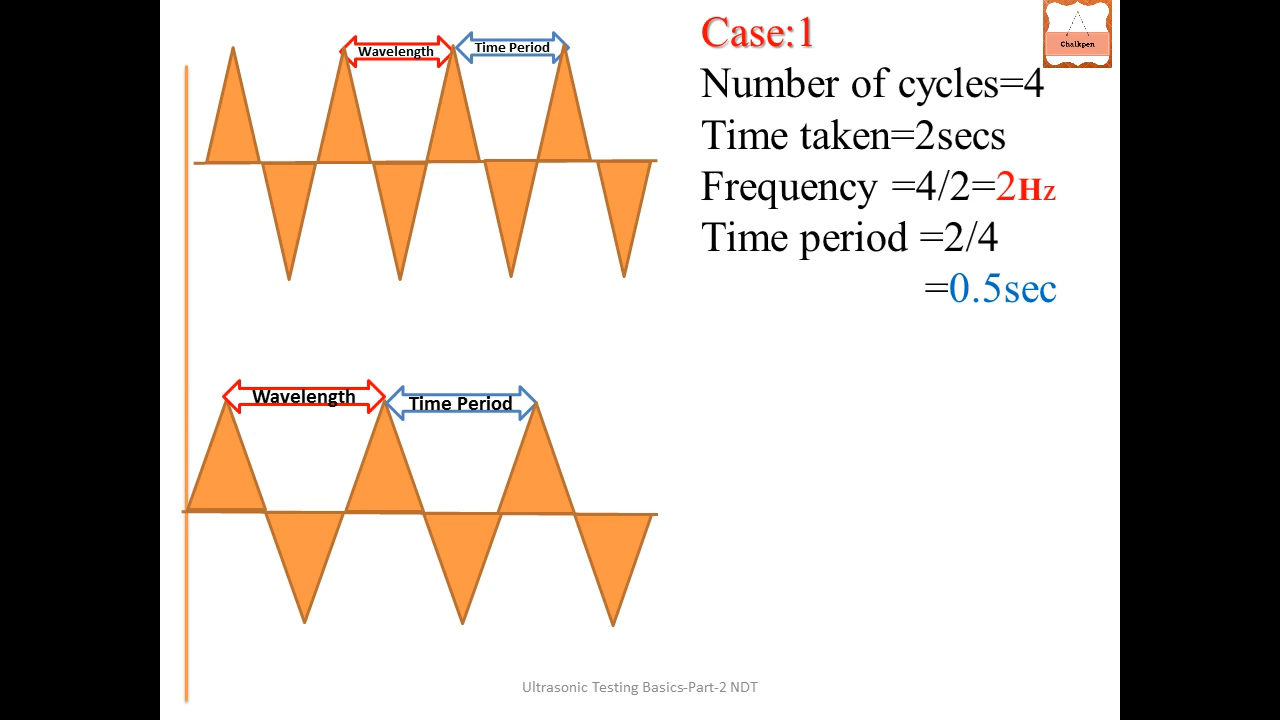 Wavelength
Time Period
Case:1
Chalkpen
Number of cycles=4
Time taken=2secs
Frequency =4/2=2Hz
Time period =2/4
=0.5sec
Wavelength
Time Period
Ultrasonic Testing Basics-Part-2 NDT